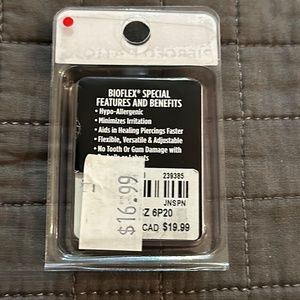 BIOFLEX® SPECIAL
FEATURES AND BENEFITS
• Hypo-Allergenic
• Minimizes Irritation
• Aids in Healing Piercings Faster
• Flexible, Versatile & Adjustable
• No Tooth Or Gum Damage with
$16.99
239385
JNSPN
6P20
CAD $19.99